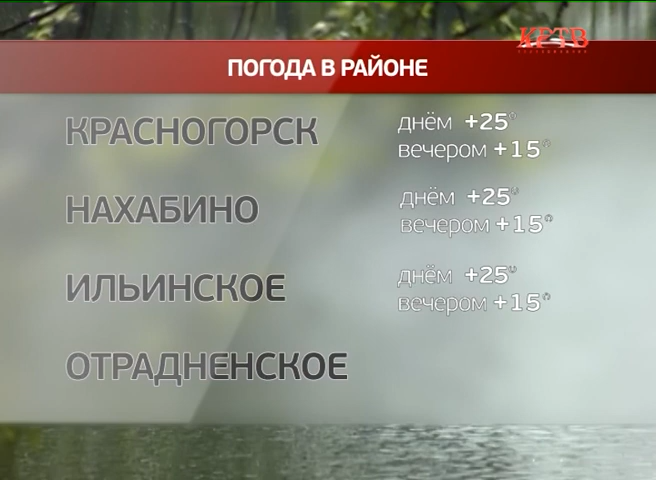 КРТВ
ПОГОДА В РАЙОНЕ
КРАСНОГОРСК
днём +25°
вечером +15°
НАХАБИНО
днём +25°
вечером +15°
ИЛЬИНСКОЕ
днём +25°
вечером +15°
ОТРАДНЕНСКОЕ